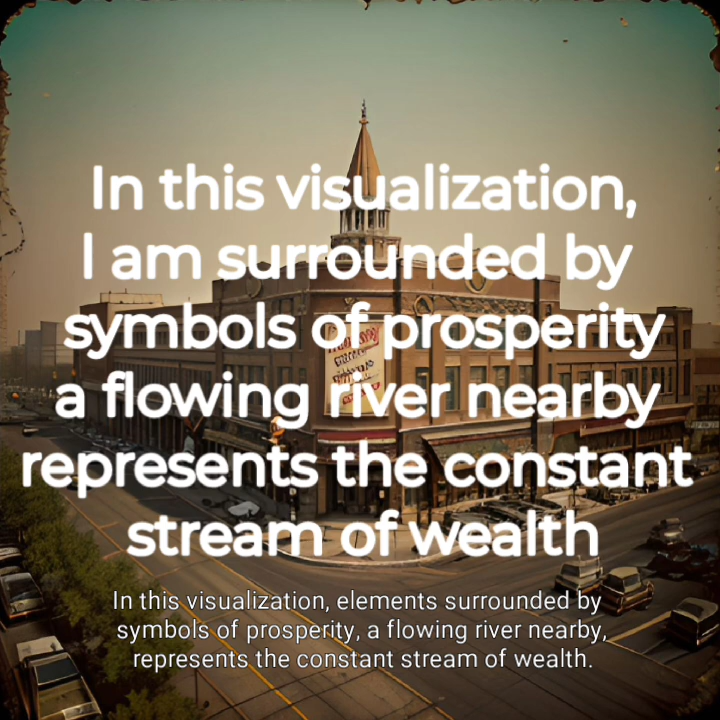 In this visualization,
I am surrounded by
symbols of prosperity
a flowing river nearby
represents the constant
stream of wealth
In this visualization, elements surrounded by
symbols of prosperity, a flowing river nearby,
represents the constant stream of wealth.